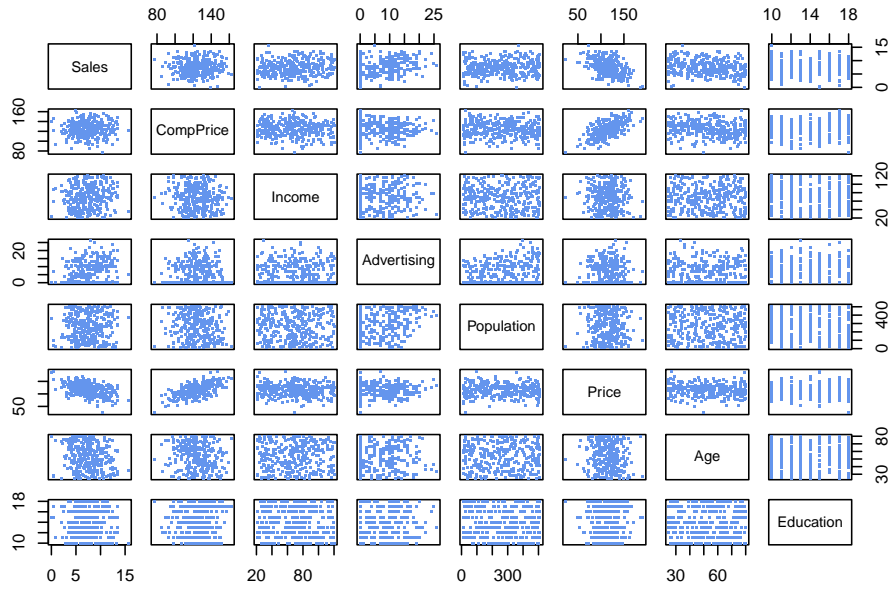 80 140 0 10 25 50 150 10 14 18
Sales 0 15
80 160 CompPrice
Income 20 120
0 20 Advertising
Population 0 400
50 Price
Age 30 80
10 18 Education
0 5 15 20 80 0 300 30 60